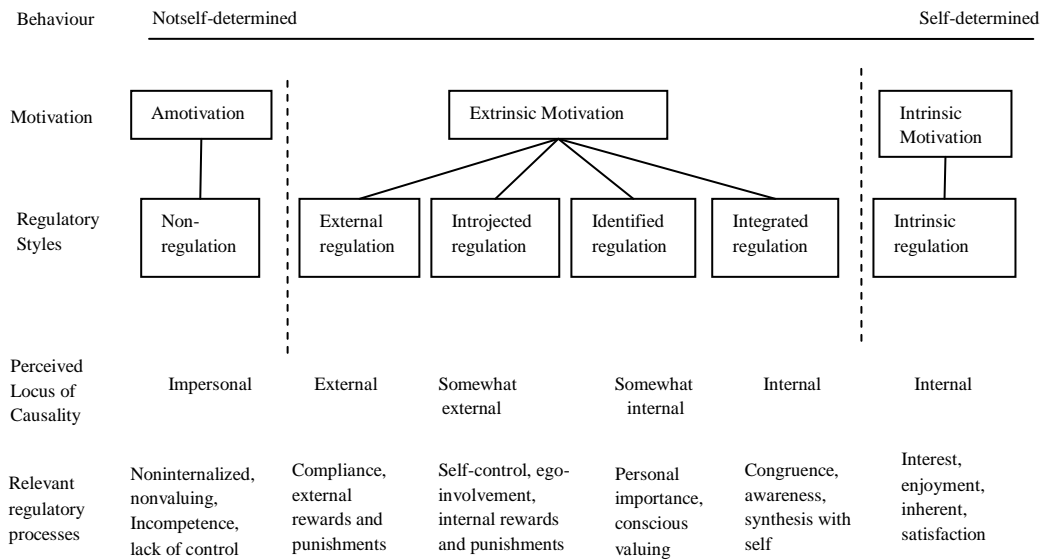 Behaviour Notself-determined Self-determined
Motivation
Amotivation
Extrinsic Motivation
Intrinsic
Motivation
Regulatory
Styles
Non-
regulation
External
regulation
Introjected
regulation
Identified
regulation
Integrated
regulation
Intrinsic
regulation
Perceived
Locus of
Causality
Impersonal
External
Somewhat
external
Somewhat
internal
Internal
Internal
Relevant
regulatory
processes
Noninternalized,
nonvaluing,
Incompetence,
lack of control
Compliance,
external
rewards and
punishments
Self-control, ego-
involvement,
internal rewards
and punishments
Personal
importance,
conscious
valuing
Congruence,
awareness,
synthesis with
self
Interest,
enjoyment,
inherent,
satisfaction